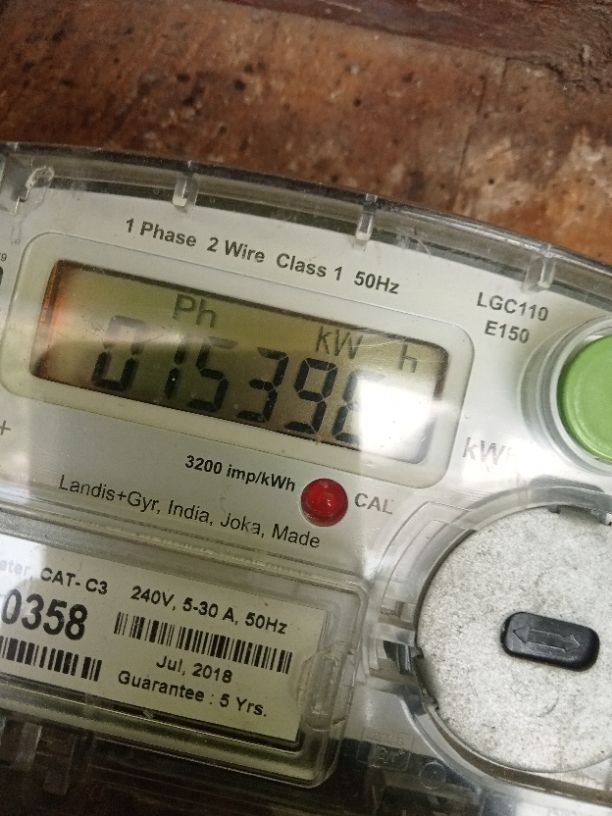 1 Phase 2 Wire Class 1 50Hz
LGC110
E150
Ph kW h
kWh
3200 imp/kWh
CAL
Landis+Gyr, India, Joka, Made
CAT- C3 240V, 5-30 A, 50Hz
0358
Jul, 2018
Guarantee : 5 Yrs.